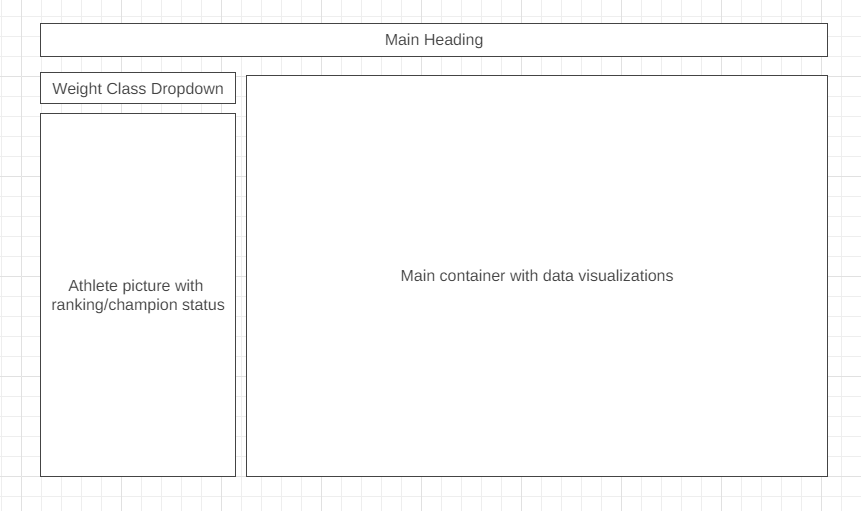 Main Heading
Weight Class Dropdown
Athlete picture with
ranking/champion status
Main container with data visualizations